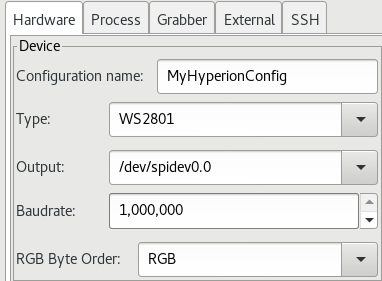 Hardware Process Grabber External SSH
Device
Configuration name: MyHyperionConfig
Type: WS2801
Output: /dev/spidev0.0
Baudrate: 1,000,000
RGB Byte Order: RGB